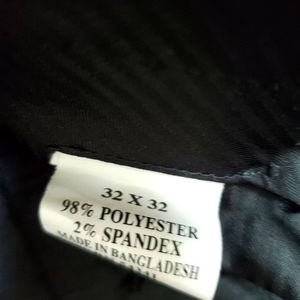 32 X 32
98% POLYESTER
2% SPANDEX
MADE IN BANGLADESH